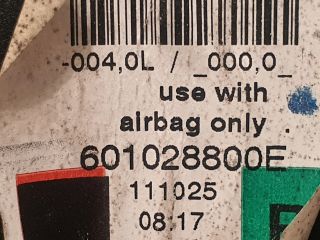 -004,0L / _000,0_
use with
airbag only .
601028800E
111025
08.17